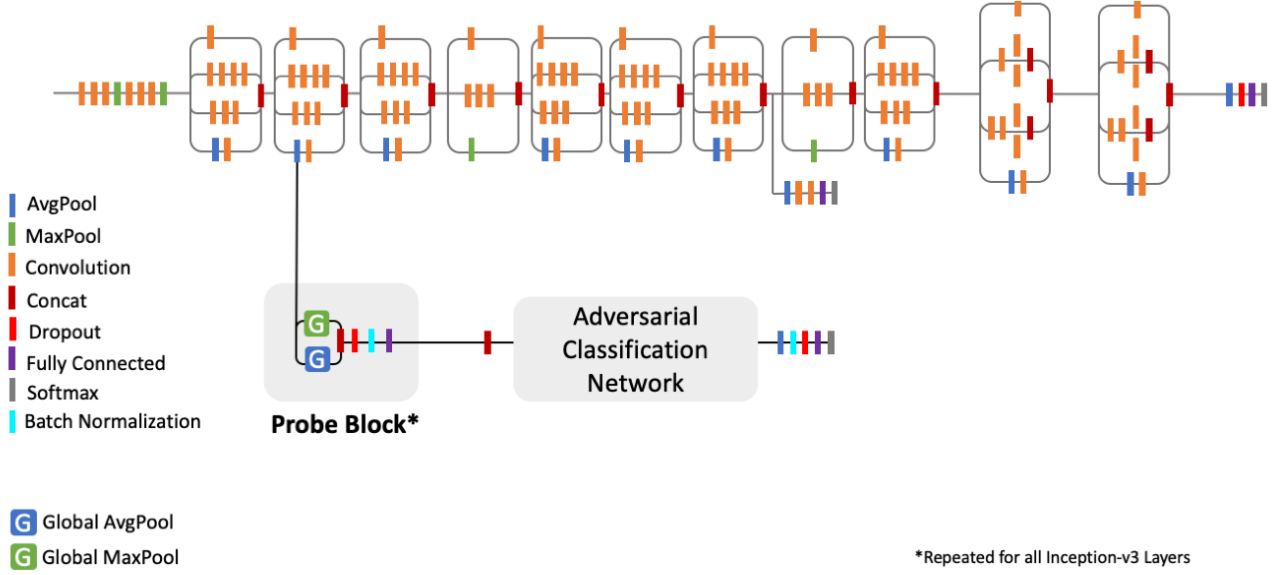 AvgPool
MaxPool
Convolution
Concat
Dropout
Fully Connected
Softmax
Batch Normalization
G
G
Probe Block*
Adversarial
Classification
Network
G Global AvgPool
G Global MaxPool
*Repeated for all Inception-v3 Layers